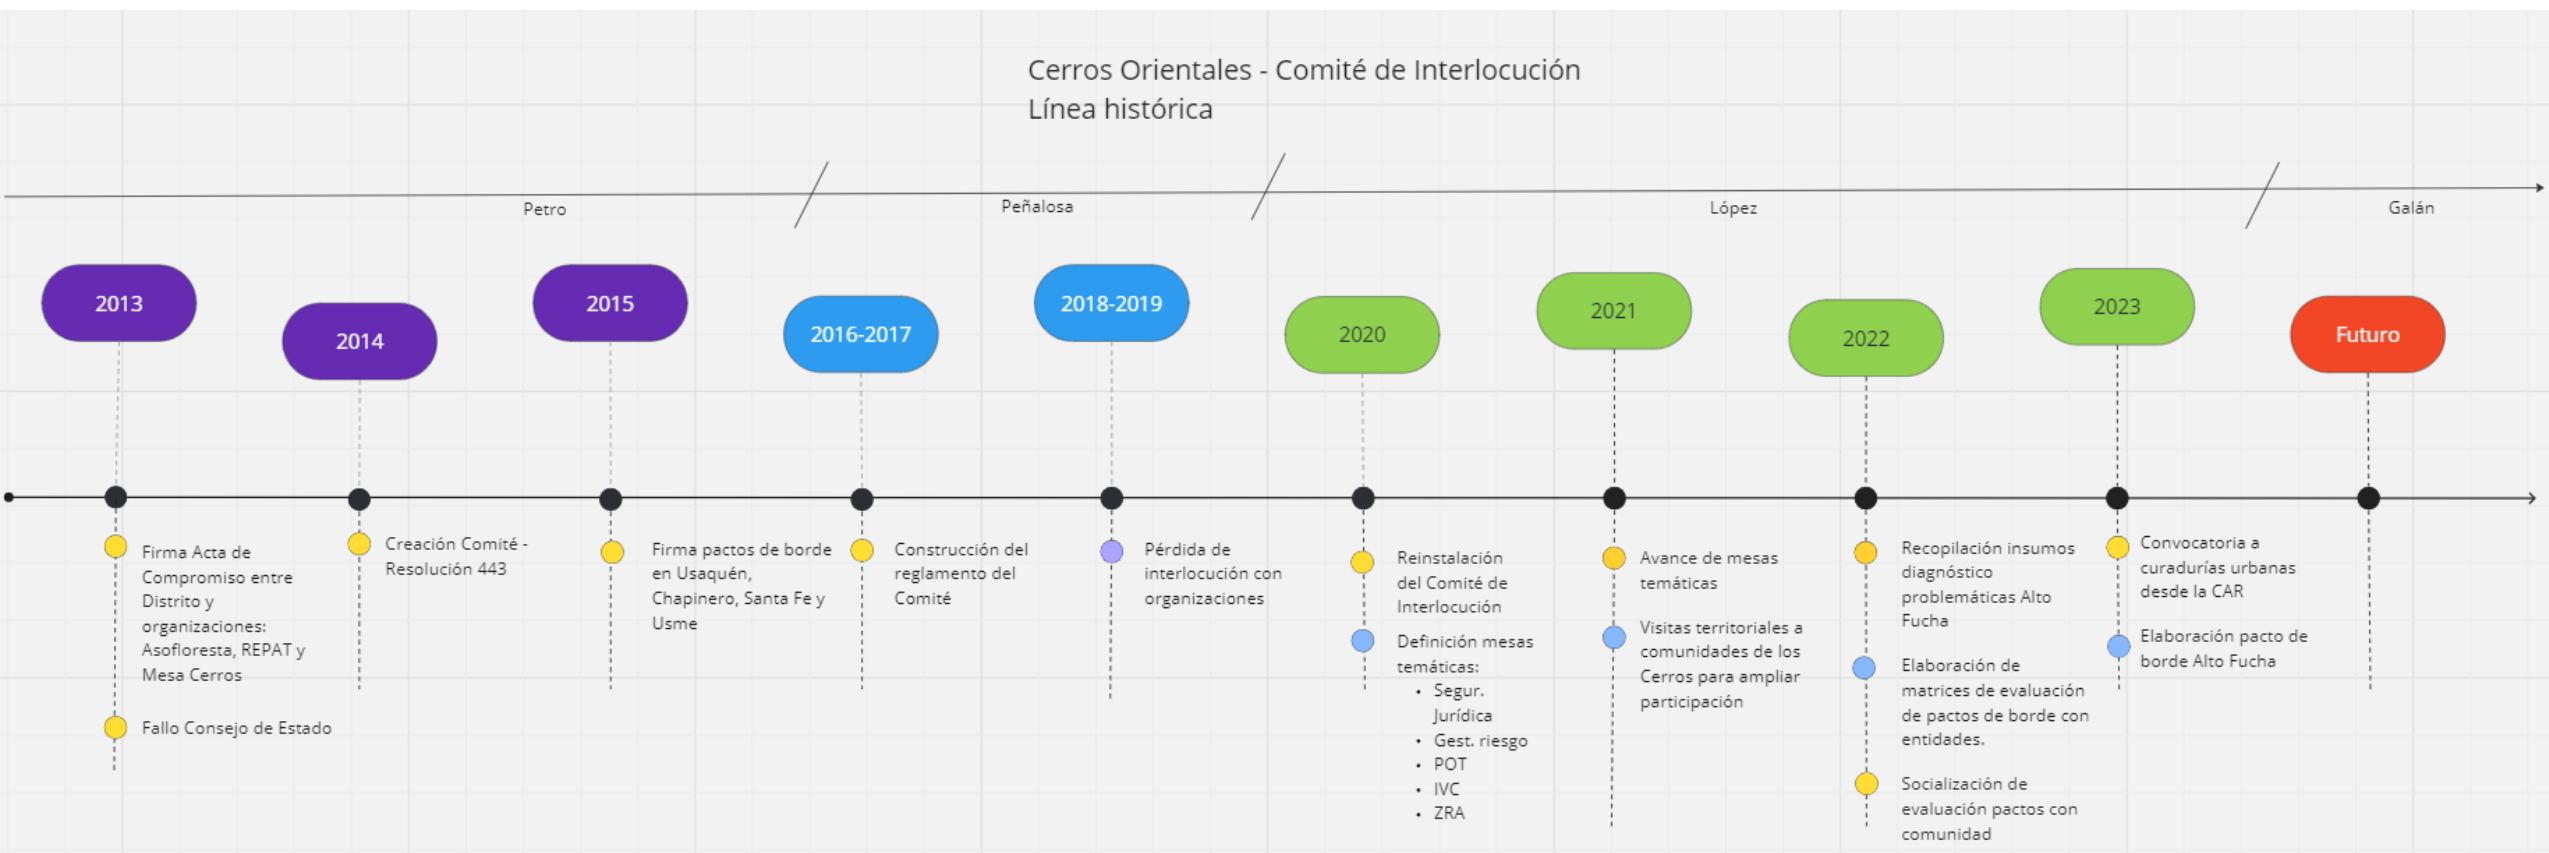 Cerros Orientales - Comité de Interlocución
Línea histórica
Petro
Peñalosa
López
Galán
2013
2014
2015
2016-2017
2018-2019
2020
2021
2022
2023
Futuro
Firma Acta de
Compromiso entre
Distrito y
organizaciones:
Asofloresta, REPAT y
Mesa Cerros
Fallo Consejo de Estado
Creación Comité -
Resolución 443
Firma pactos de borde
en Usaquén,
Chapinero, Santa Fe y
Usme
Construcción del
reglamento del
Comité
Pérdida de
interlocución con
organizaciones
Reinstalación
del Comité de
Interlocución
Definición mesas
temáticas:
• Segur.
Jurídica
• Gest. riesgo
• POT
• IVC
• ZRA
Avance de mesas
temáticas
Visitas territoriales a
comunidades de los
Cerros para ampliar
participación
Recopilación insumos
diagnóstico
problemáticas Alto
Fucha
Elaboración de
matrices de evaluación
de pactos de borde con
entidades.
Socialización de
evaluación pactos con
comunidad
Convocatoria a
curadurías urbanas
desde la CAR
Elaboración pacto de
borde Alto Fucha